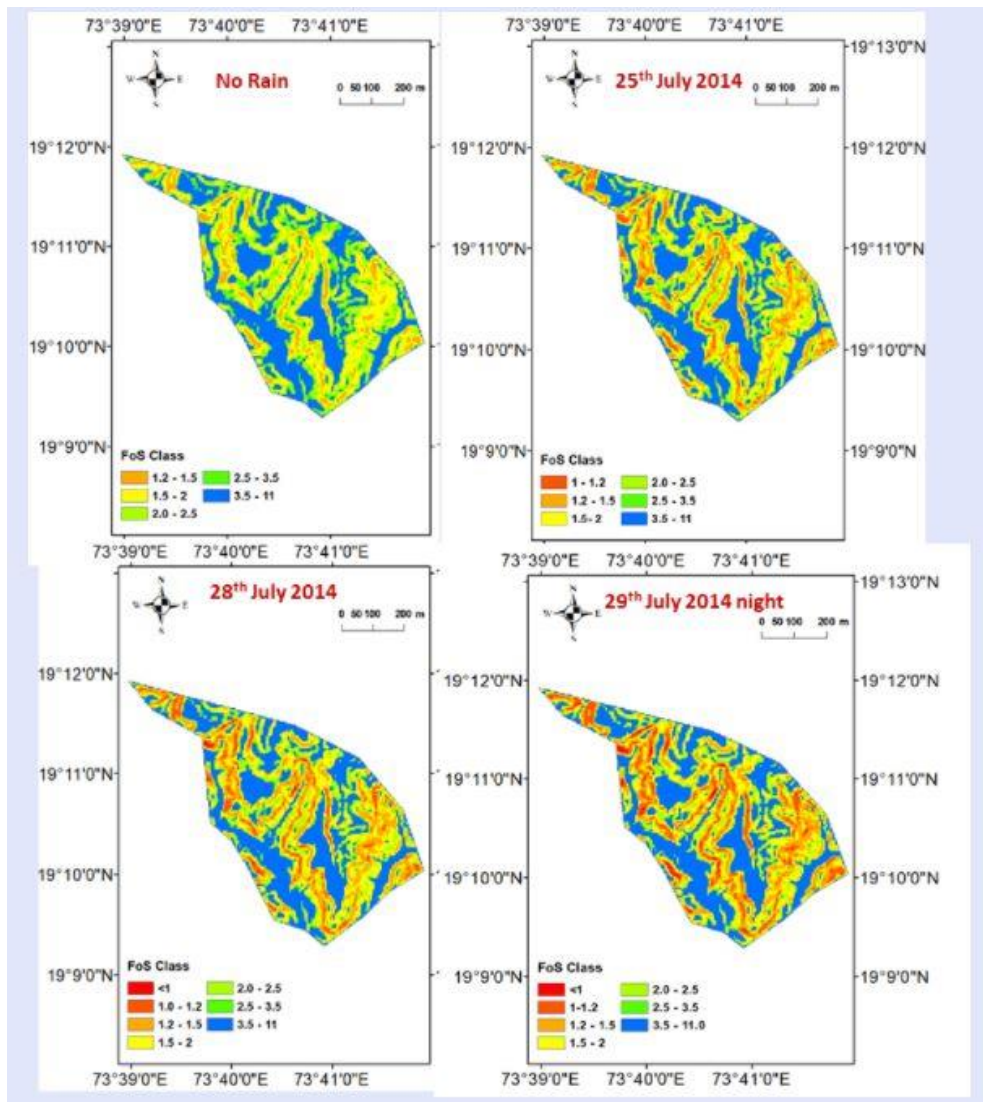 73°39'0"E 73°40'0"E 73°41'0"E
N
W E
N
No Rain
0 50 100 200 m
19°12'0"N
19°11'0"N
19°10'0"N
19°9'0"N
FoS Class
1.2 - 1.5
1.5 - 2
2.0 - 2.5
2.5 - 3.5
3.5 - 11
73°39'0"E 73°40'0"E 73°41'0"E
73°39'0"E 73°40'0"E 73°41'0"E
N
W E
N
25th July 2014
0 50 100 200 m
19°13'0"N
19°12'0"N 19°12'0"N
19°11'0"N 19°11'0"N
19°10'0"N 19°10'0"N
19°9'0"N 19°9'0"N
FoS Class
1 - 1.2
1.2 - 1.5
1.5- 2
2.0 - 2.5
2.5 - 3.5
3.5 - 11
73°39'0"E 73°40'0"E 73°41'0"E
N
W E
N
28th July 2014
0 50 100 200 m
19°12'0"N
19°11'0"N
19°10'0"N
19°9'0"N
FoS Class
<1
1.0 - 1.2
1.2 - 1.5
1.5 - 2
2.0 - 2.5
2.5 - 3.5
3.5 - 11
73°39'0"E 73°40'0"E 73°41'0"E
N
W E
N
29th July 2014 night
0 50 100 200 m
19°13'0"N
19°12'0"N 19°12'0"N
19°11'0"N 19°11'0"N
19°10'0"N 19°10'0"N
19°9'0"N 19°9'0"N
FoS Class
<1
1-1.2
1.2 - 1.5
1.5 - 2
2.0 - 2.5
2.5 - 3.5
3.5 - 11.0
73°39'0"E 73°40'0"E 73°41'0"E